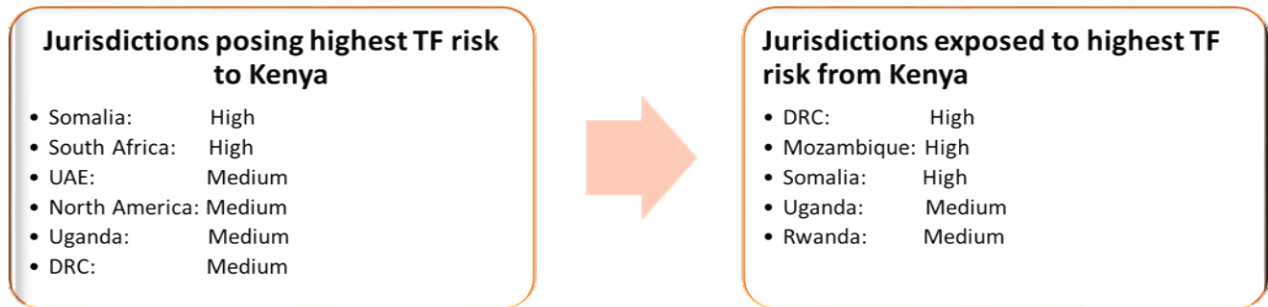 Jurisdictions posing highest TF risk
to Kenya
• Somalia: High
• South Africa: High
• UAE: Medium
• North America: Medium
• Uganda: Medium
• DRC: Medium
Jurisdictions exposed to highest TF
risk from Kenya
• DRC: High
• Mozambique: High
• Somalia: High
• Uganda: Medium
• Rwanda: Medium